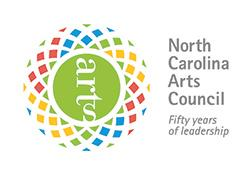 arts
North
Carolina
Arts
Council
Fifty years
of leadership